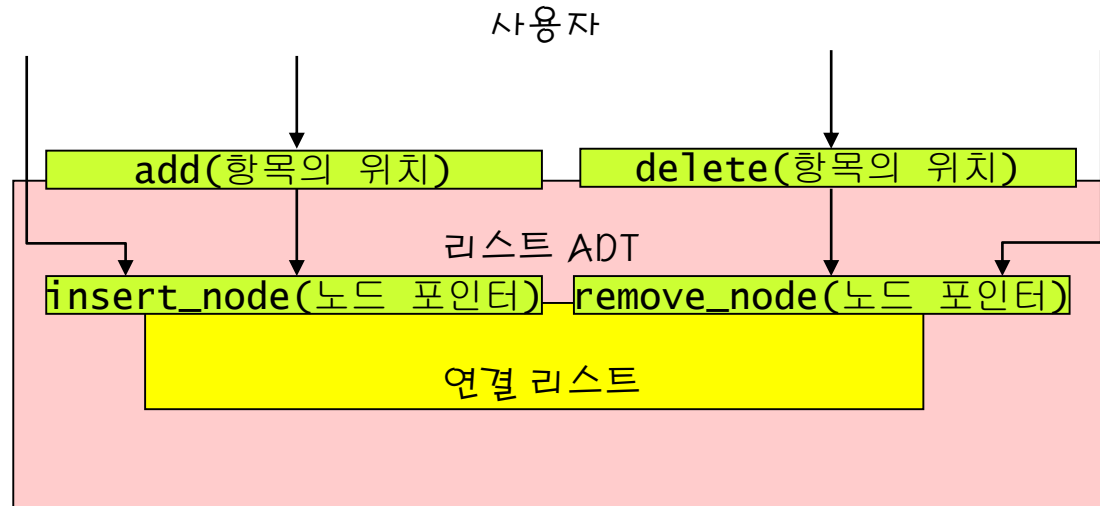 사용자
add(항목의 위치)
delete(항목의 위치)
리스트 ADT
insert_node(노드 포인터)
remove_node(노드 포인터)
연결 리스트